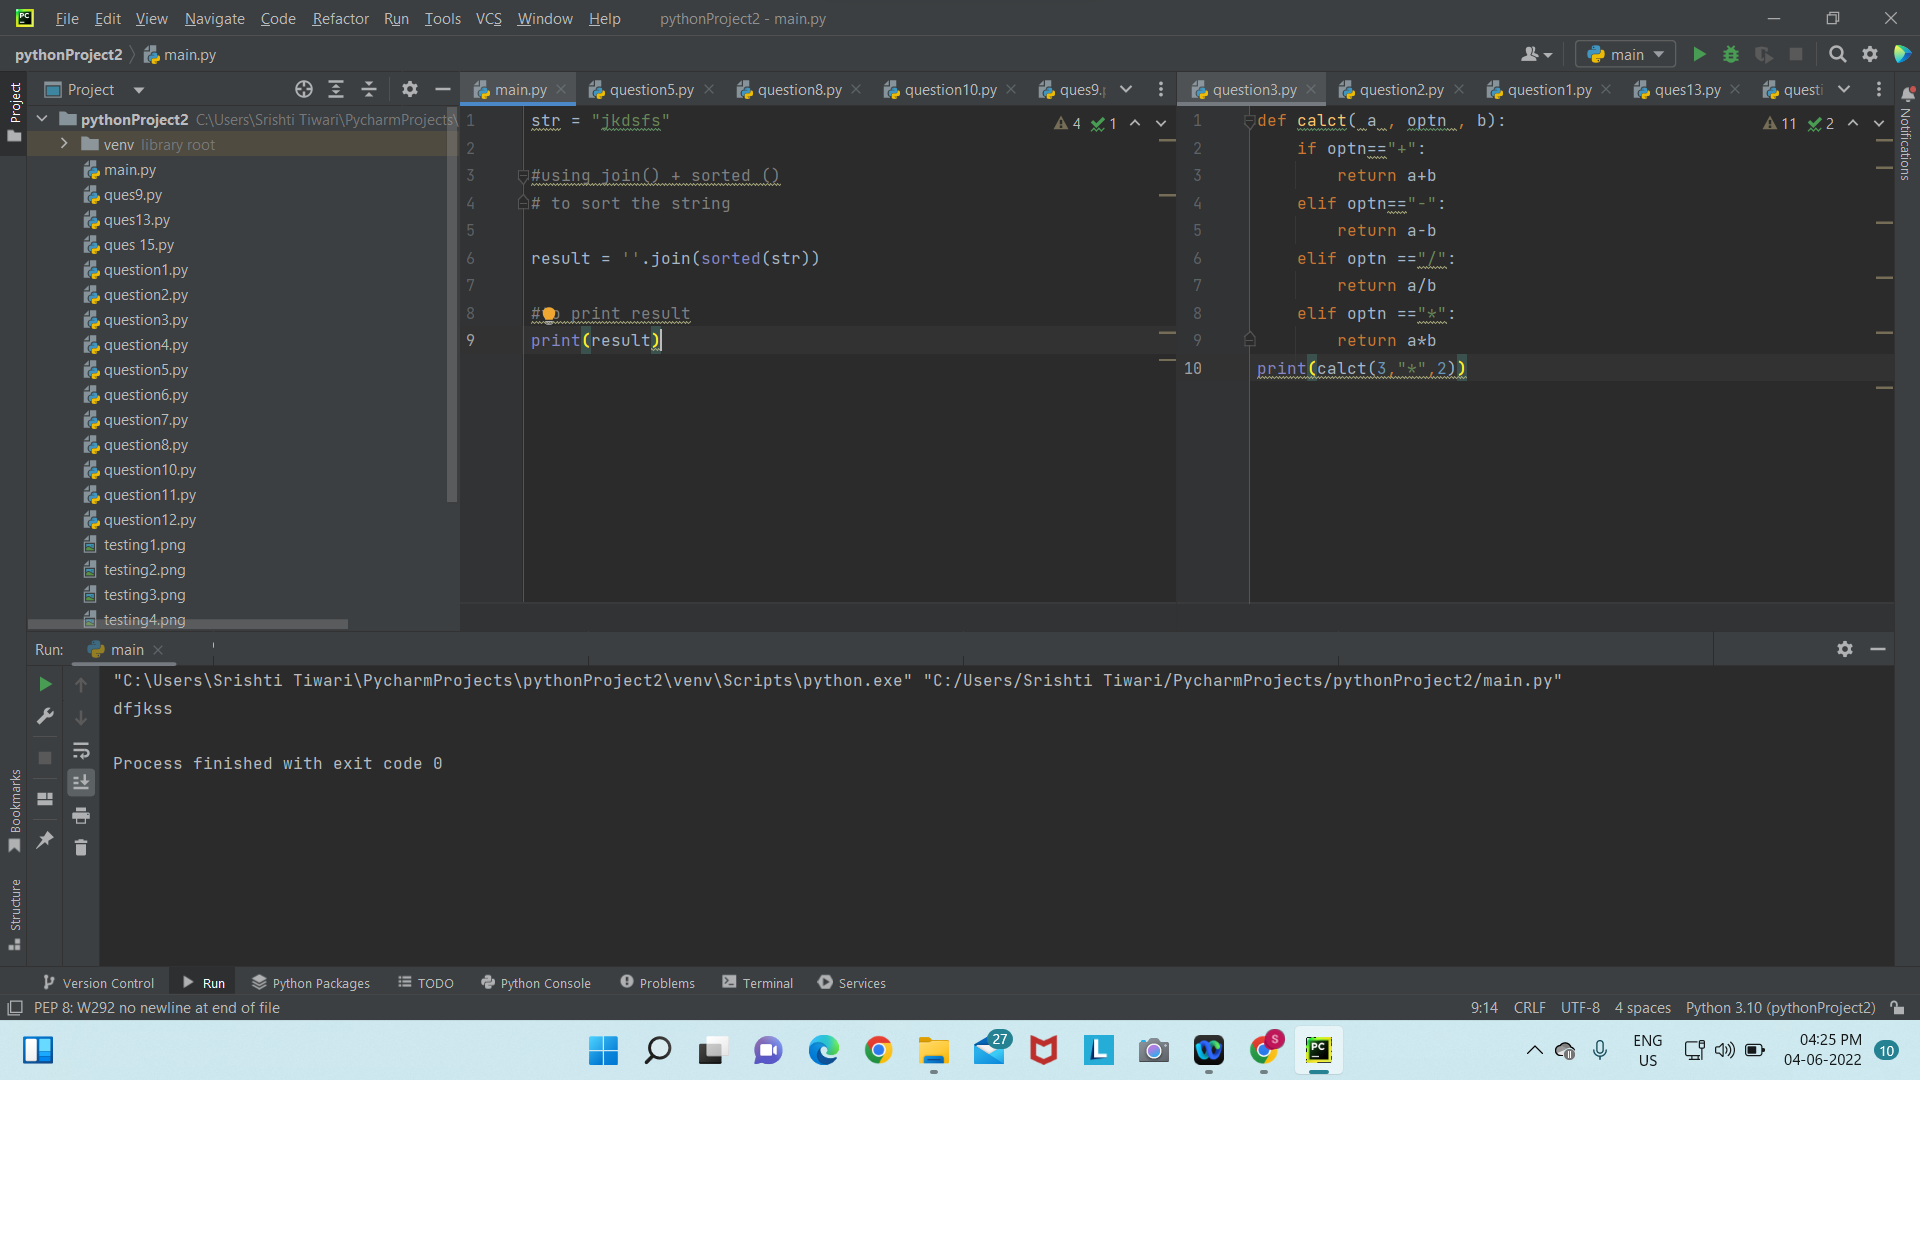 PC File Edit View Navigate Code Refactor Run Tools VCS Window Help pythonProject2 - main.py
pythonProject2 main.py main
Project
Project main.py question5.py question8.py question10.py ques9. question3.py question2.py question1.py ques13.py questi
Notifications
pythonProject2 C:\Users\Srishti Tiwari\PycharmProjects\
venv library root
main.py
ques9.py
ques13.py
ques 15.py
question1.py
question2.py
question3.py
question4.py
question5.py
question6.py
question7.py
question8.py
question10.py
question11.py
question12.py
testing1.png
testing2.png
testing3.png
testing4.png
4 1
1 str = "jkdsfs"
2
3 #using join() + sorted ()
4 # to sort the string
5
6 result = ''.join(sorted(str))
7
8 # print result
9 print(result)
11 2
1 def calct( a , optn , b):
2 if optn=="+":
3 return a+b
4 elif optn=="-":
5 return a-b
6 elif optn =="/":
7 return a/b
8 elif optn =="*":
9 return a*b
10 print(calct(3,"*",2))
Run: main
"C:\Users\Srishti Tiwari\PycharmProjects\pythonProject2\venv\Scripts\python.exe" "C:/Users/Srishti Tiwari/PycharmProjects/pythonProject2/main.py"
dfjkss
Process finished with exit code 0
Bookmarks
Structure
Version Control Run Python Packages TODO Python Console Problems Terminal Services
PEP 8: W292 no newline at end of file 9:14 CRLF UTF-8 4 spaces Python 3.10 (pythonProject2)
27 L S PC ENG 04:25 PM
US 04-06-2022 10